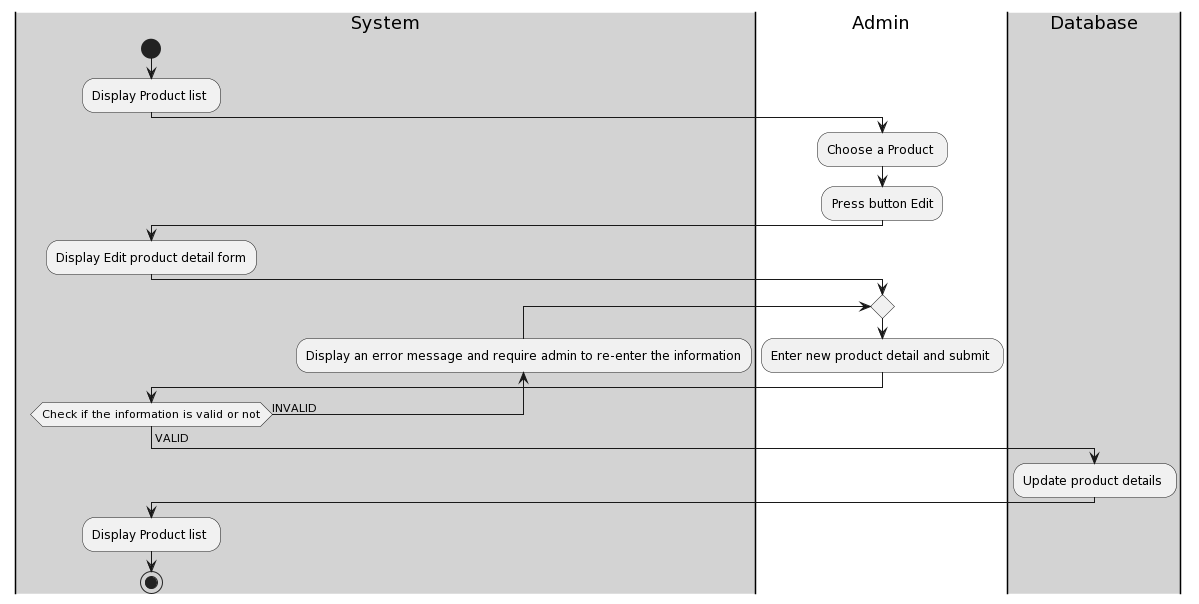 System
Admin
Database
Display Product list
Choose a Product
Press button Edit
Display Edit product detail form
Display an error message and require admin to re-enter the information
Enter new product detail and submit
Check if the information is valid or not
INVALID
VALID
Update product details
Display Product list